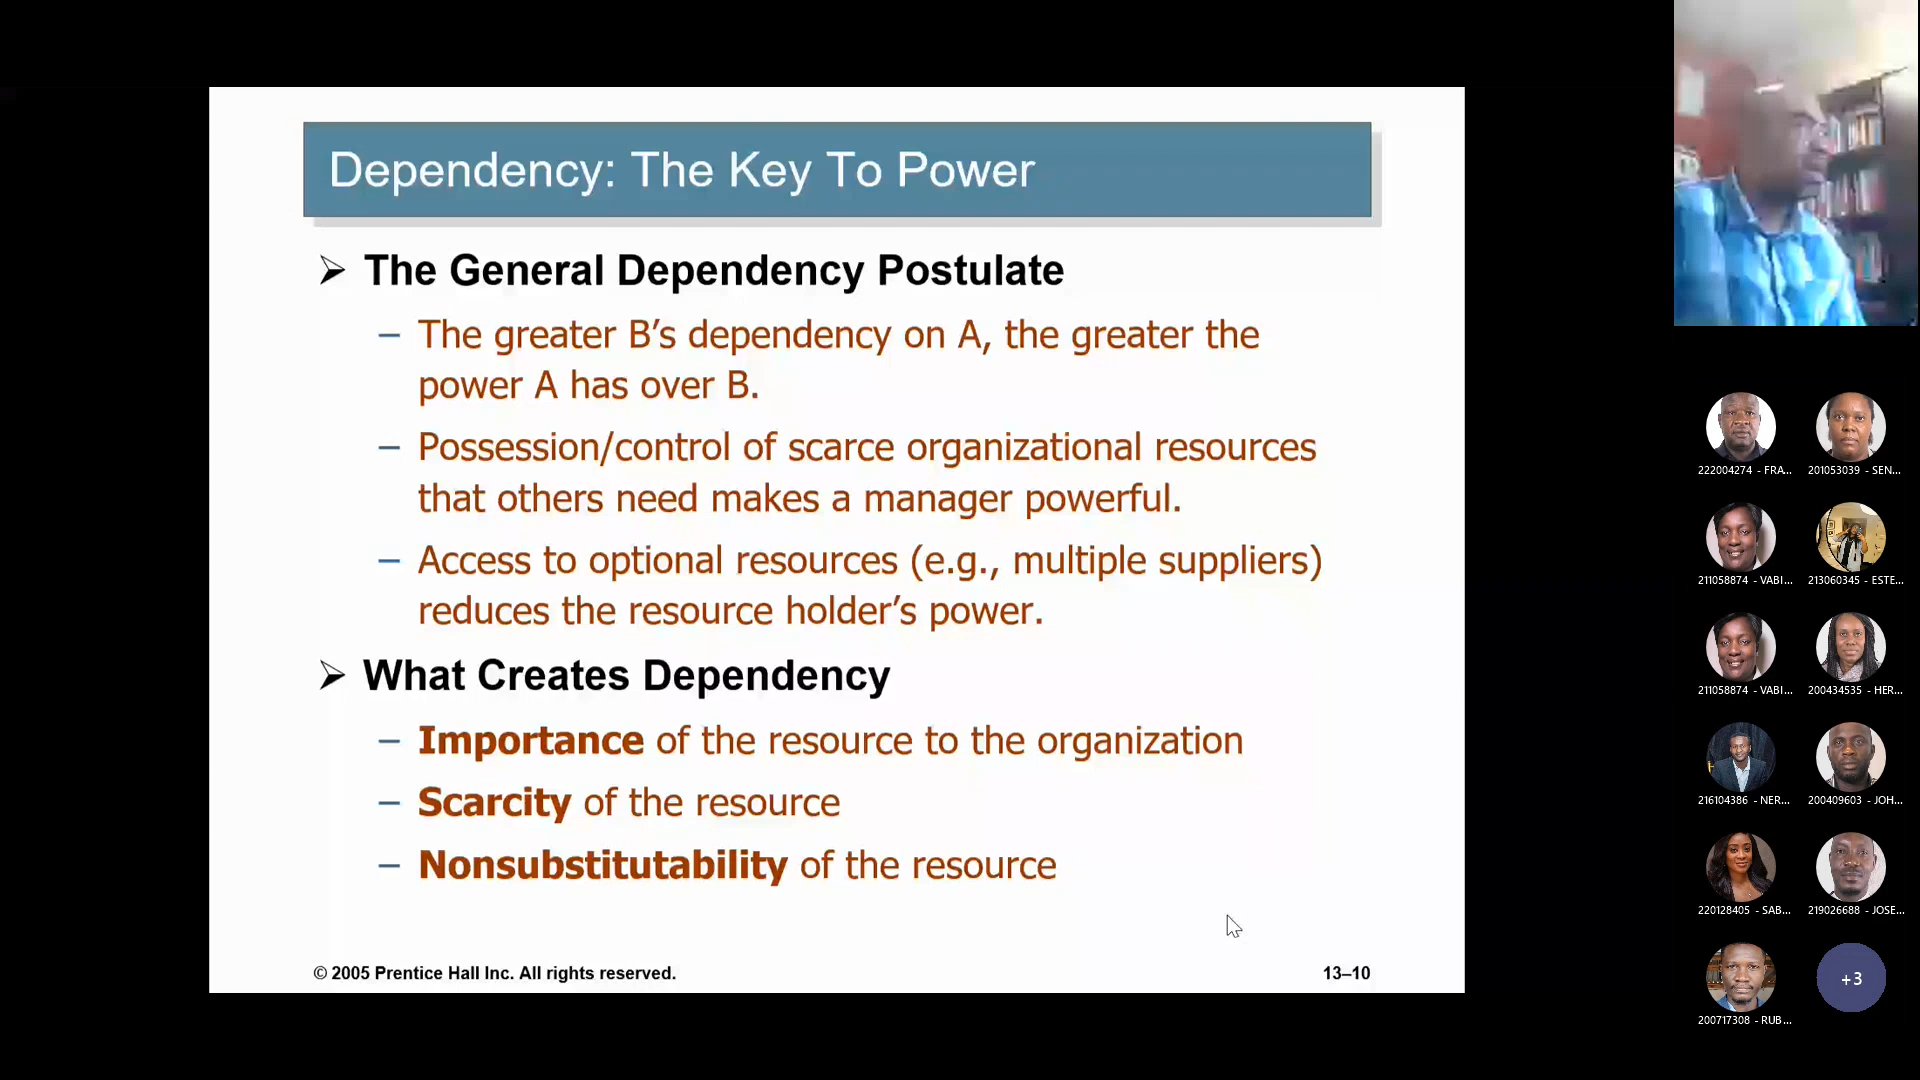 Dependency: The Key To Power
➢ The General Dependency Postulate
– The greater B’s dependency on A, the greater the
power A has over B.
– Possession/control of scarce organizational resources
that others need makes a manager powerful.
– Access to optional resources (e.g., multiple suppliers)
reduces the resource holder’s power.
➢ What Creates Dependency
– Importance of the resource to the organization
– Scarcity of the resource
– Nonsubstitutability of the resource
© 2005 Prentice Hall Inc. All rights reserved.
13–10
222004274 - FRA...
201053039 - SEN...
211058874 - VABI...
213060345 - ESTE...
211058874 - VABI...
200434535 - HER...
216104386 - NER...
200409603 - JOH...
220128405 - SAB...
219026688 - JOSE...
200717308 - RUB...
+3